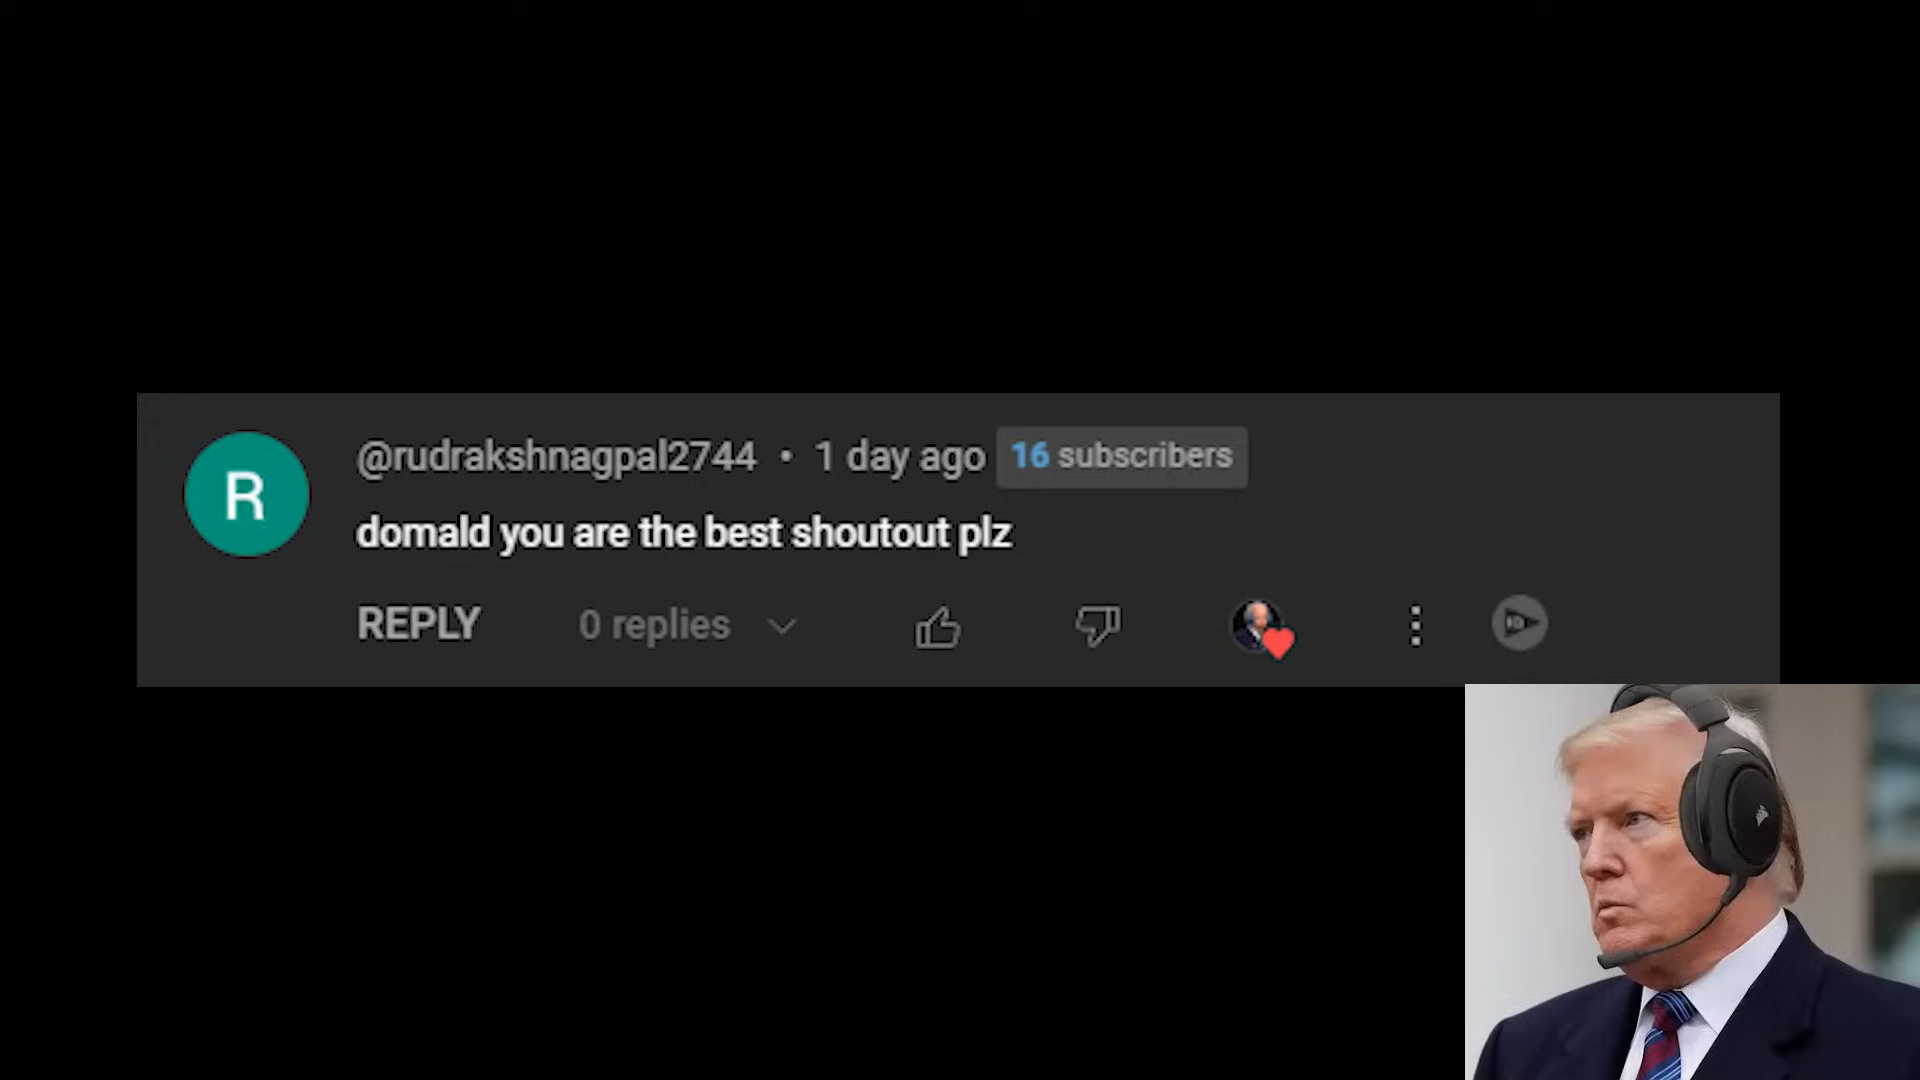 R
@rudrakshnagpal2744 • 1 day ago 16 subscribers
domald you are the best shoutout plz
REPLY 0 replies